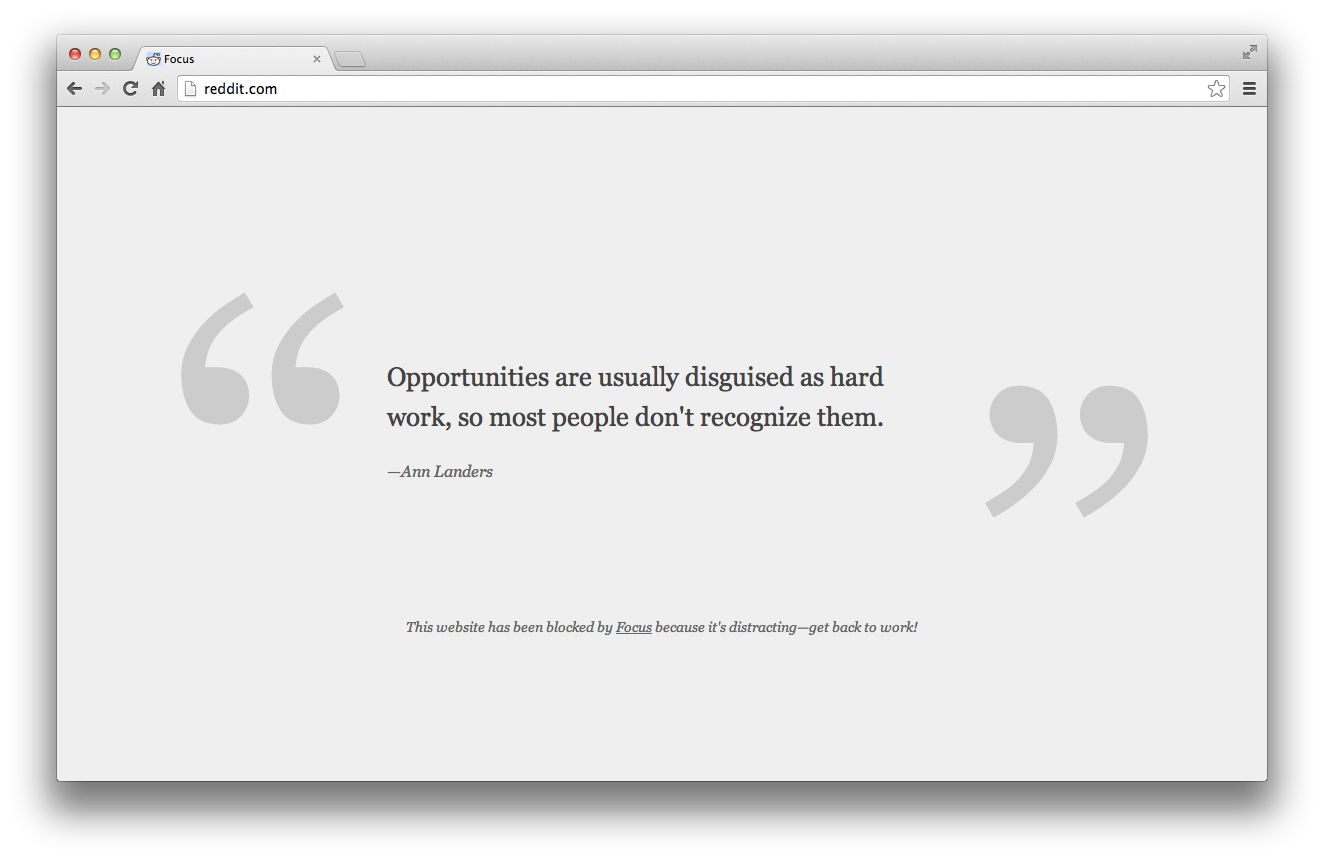 Focus
reddit.com
“
Opportunities are usually disguised as hard
work, so most people don't recognize them.
”
—Ann Landers
This website has been blocked by Focus because it's distracting—get back to work!